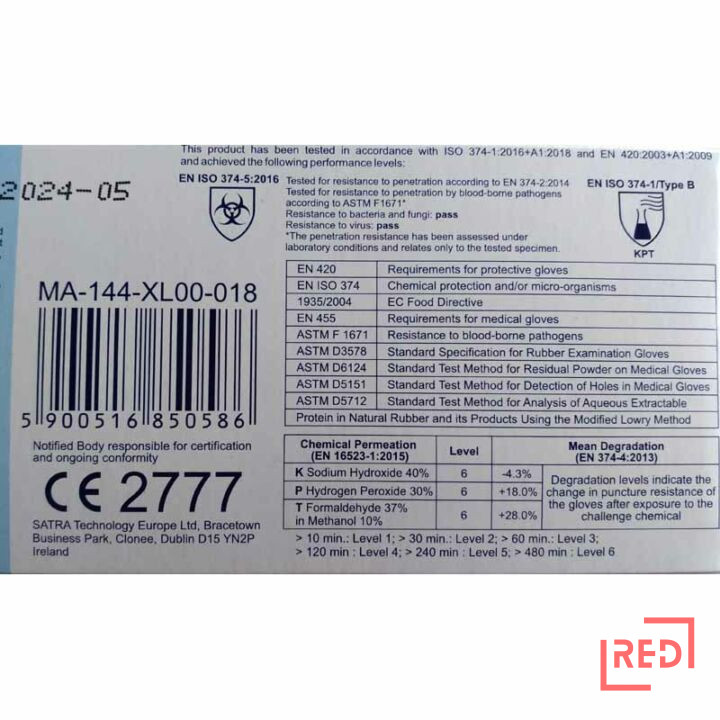 This product has been tested in accordance with ISO 374-1:2016+A1:2018 and EN 420:2003+A1:2009
and achieved the following performance levels:
2024-05
EN ISO 374-5:2016
Tested for resistance to penetration according to EN 374-2:2014
Tested for resistance to penetration by blood-borne pathogens
according to ASTM F1671*
Resistance to bacteria and fungi: pass
Resistance to virus: pass
*The penetration resistance has been assessed under
laboratory conditions and relates only to the tested specimen.
EN ISO 374-1/Type B
KPT
MA-144-XL00-018
5 900516 850586
EN 420 Requirements for protective gloves
EN ISO 374 Chemical protection and/or micro-organisms
1935/2004 EC Food Directive
EN 455 Requirements for medical gloves
ASTM F 1671 Resistance to blood-borne pathogens
ASTM D3578 Standard Specification for Rubber Examination Gloves
ASTM D6124 Standard Test Method for Residual Powder on Medical Gloves
ASTM D5151 Standard Test Method for Detection of Holes in Medical Gloves
ASTM D5712 Standard Test Method for Analysis of Aqueous Extractable
Protein in Natural Rubber and its Products Using the Modified Lowry Method
Notified Body responsible for certification
and ongoing conformity
CE 2777
SATRA Technology Europe Ltd, Bracetown
Business Park, Clonee, Dublin D15 YN2P
Ireland
Chemical Permeation
(EN 16523-1:2015)
Level
Mean Degradation
(EN 374-4:2013)
K Sodium Hydroxide 40% 6 -4.3%
P Hydrogen Peroxide 30% 6 +18.0%
T Formaldehyde 37%
in Methanol 10% 6 +28.0%
Degradation levels indicate the
change in puncture resistance of
the gloves after exposure to the
challenge chemical
> 10 min.: Level 1; > 30 min.: Level 2; > 60 min.: Level 3;
> 120 min: Level 4; > 240 min: Level 5; > 480 min: Level 6
RED